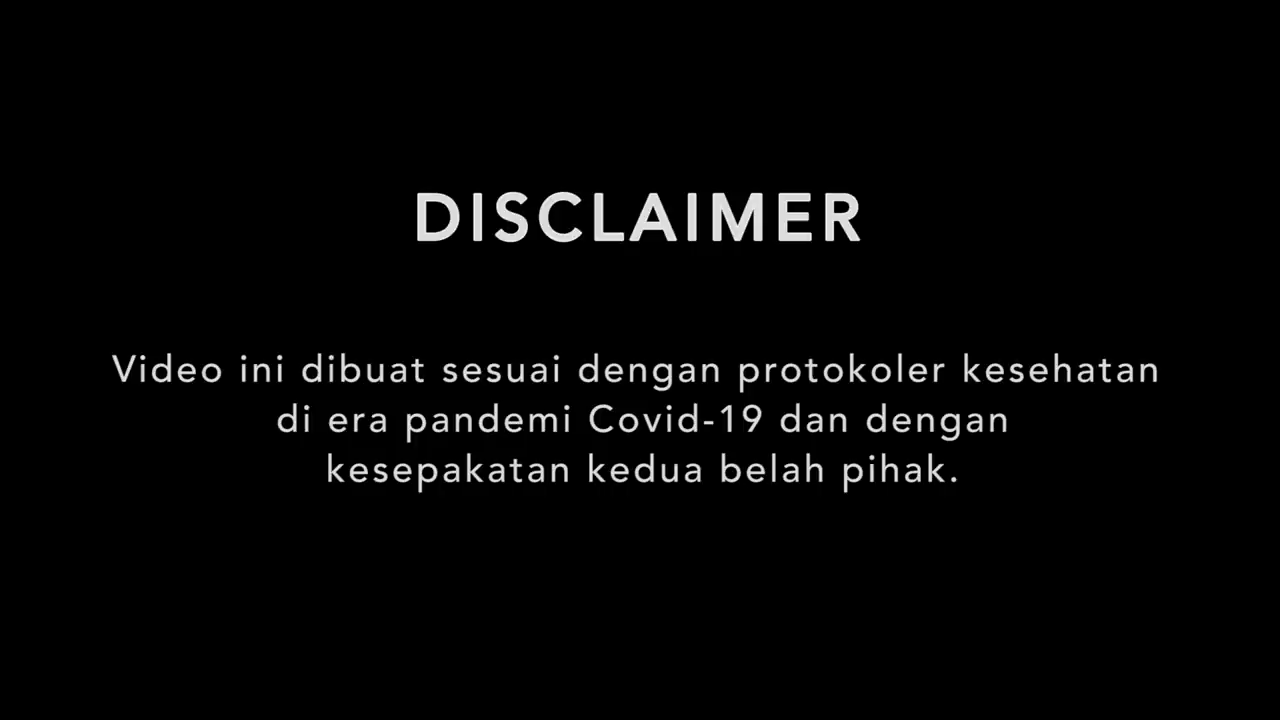 DISCLAIMER
Video ini dibuat sesuai dengan protokoler kesehatan
di era pandemi Covid-19 dan dengan
kesepakatan kedua belah pihak.